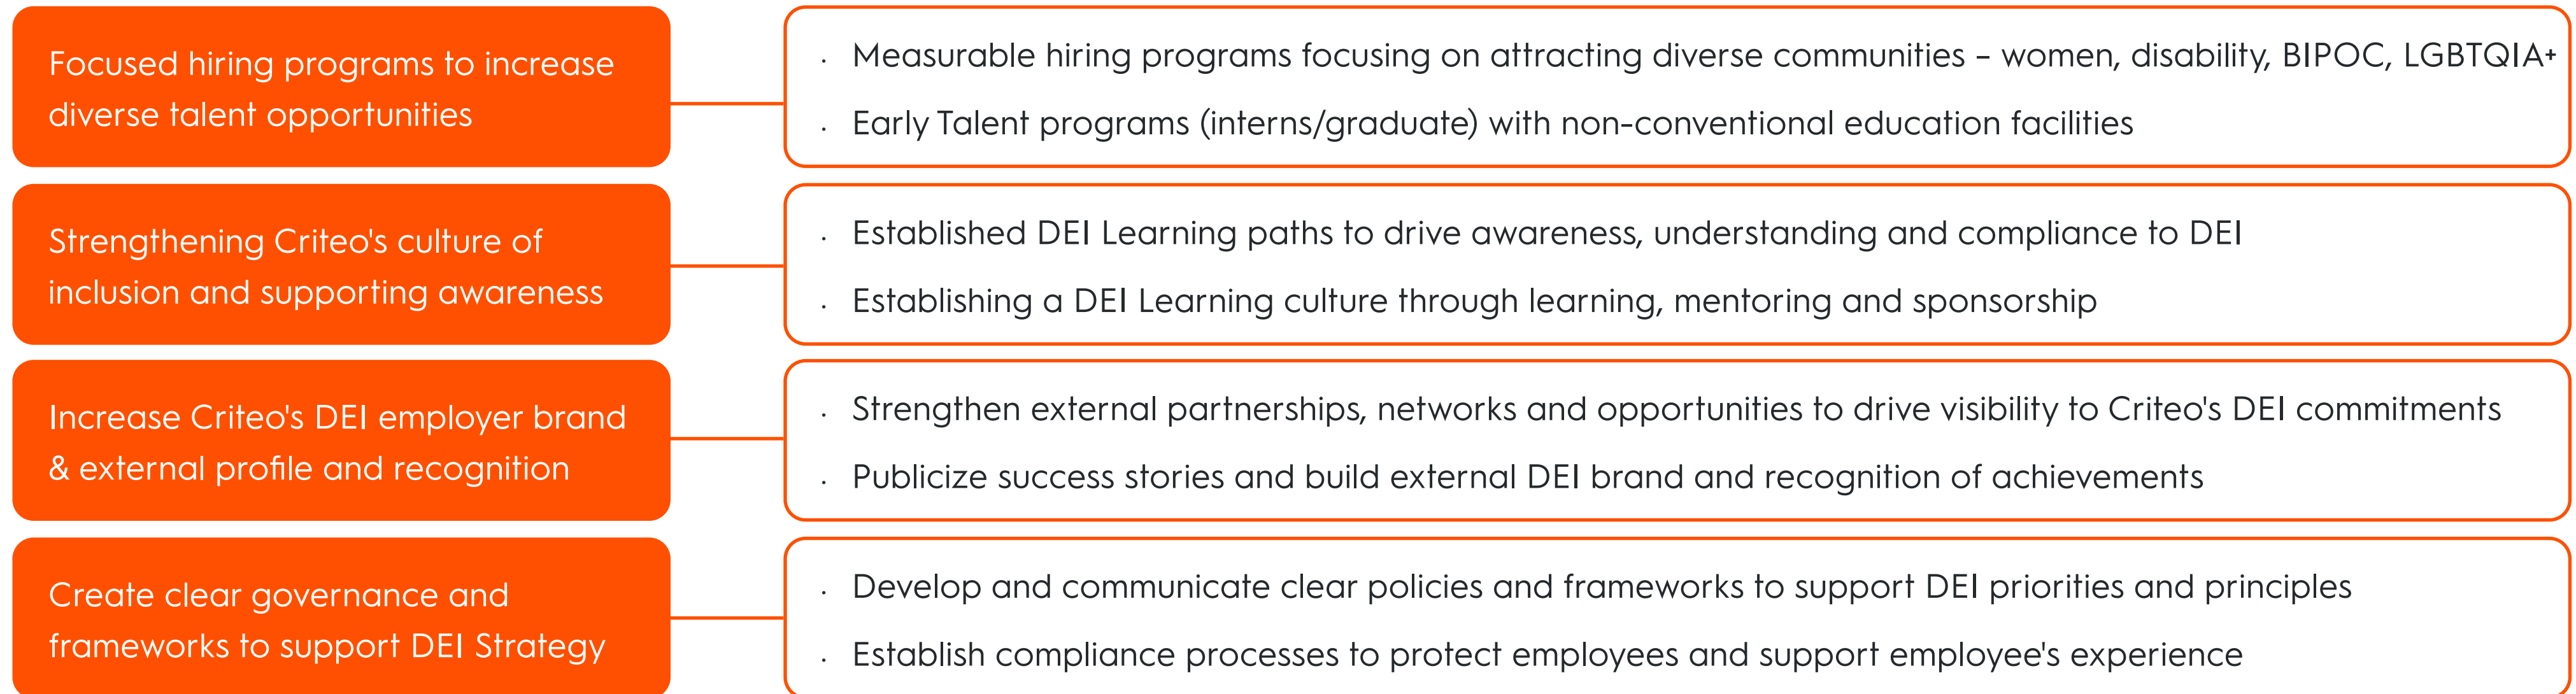 Focused hiring programs to increase
diverse talent opportunities
· Measurable hiring programs focusing on attracting diverse communities – women, disability, BIPOC, LGBTQIA+
· Early Talent programs (interns/graduate) with non-conventional education facilities
Strengthening Criteo's culture of
inclusion and supporting awareness
· Established DEI Learning paths to drive awareness, understanding and compliance to DEI
· Establishing a DEI Learning culture through learning, mentoring and sponsorship
Increase Criteo's DEI employer brand
& external profile and recognition
· Strengthen external partnerships, networks and opportunities to drive visibility to Criteo's DEI commitments
· Publicize success stories and build external DEI brand and recognition of achievements
Create clear governance and
frameworks to support DEI Strategy
· Develop and communicate clear policies and frameworks to support DEI priorities and principles
· Establish compliance processes to protect employees and support employee's experience